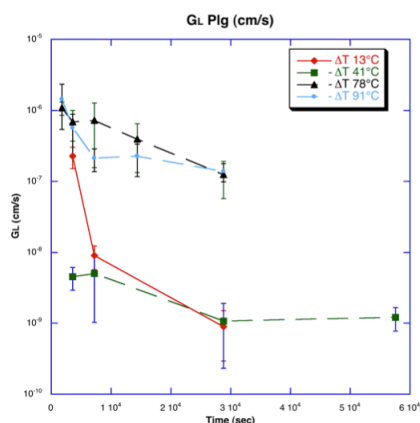 GL Plg (cm/s)
10-5
ΔT 13°C
- ΔT 41°C
- ΔT 78°C
- ΔT 91°C
10-6
10-7
GL (cm/s)
10-8
10-9
10-10
0 1 104 2 104 3 104 4 104 5 104 6 104
Time (sec)